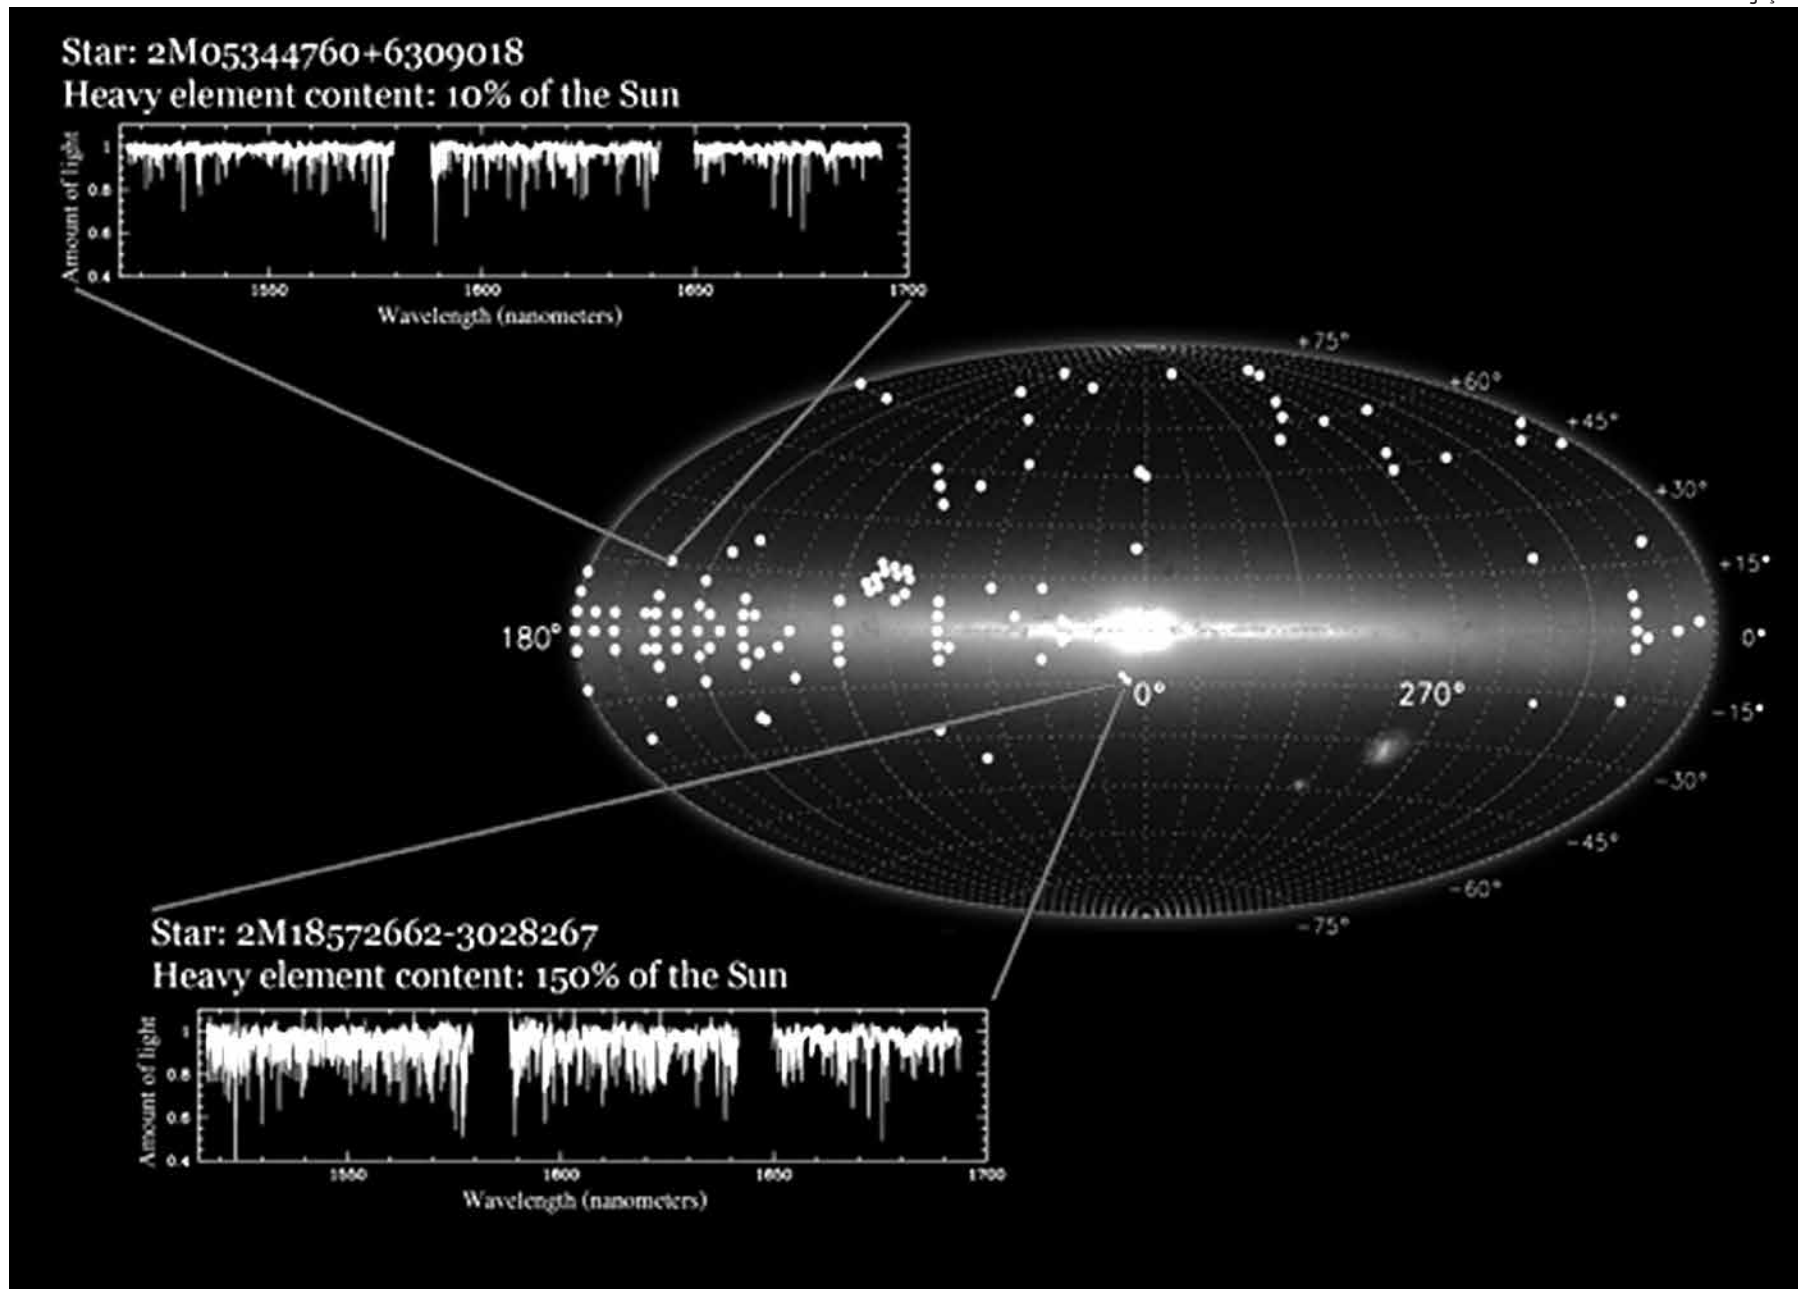 Star: 2M05344760+6309018
Heavy element content: 10% of the Sun
Amount of light
1
0.8
0.6
0.4
1550 1600 1650 1700
Wavelength (nanometers)
+75°
+60°
+45°
+30°
+15°
180° 0°
0° 270°
-15°
-30°
-45°
-60°
-75°
Star: 2M18572662-3028267
Heavy element content: 150% of the Sun
Amount of light
1
0.8
0.6
0.4
1550 1600 1650 1700
Wavelength (nanometers)